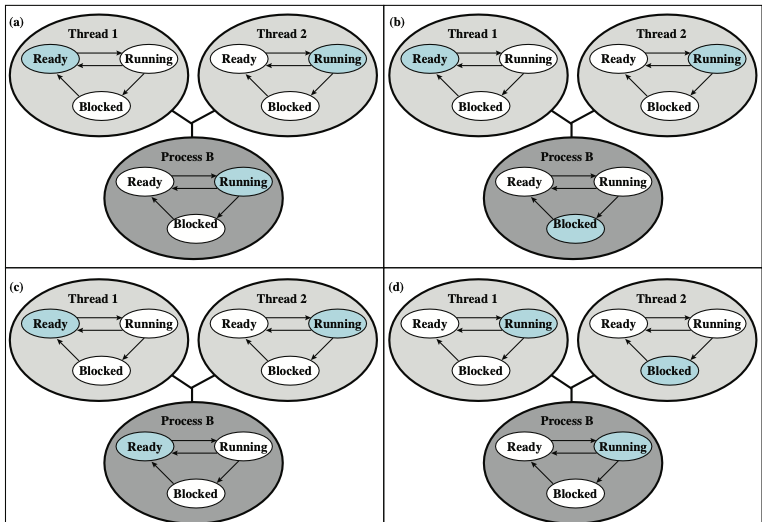 (a)
Thread 1
Ready Running
Blocked
Thread 2
Ready Running
Blocked
Process B
Ready Running
Blocked
(b)
Thread 1
Ready Running
Blocked
Thread 2
Ready Running
Blocked
Process B
Ready Running
Blocked
(c)
Thread 1
Ready Running
Blocked
Thread 2
Ready Running
Blocked
Process B
Ready Running
Blocked
(d)
Thread 1
Ready Running
Blocked
Thread 2
Ready Running
Blocked
Process B
Ready Running
Blocked